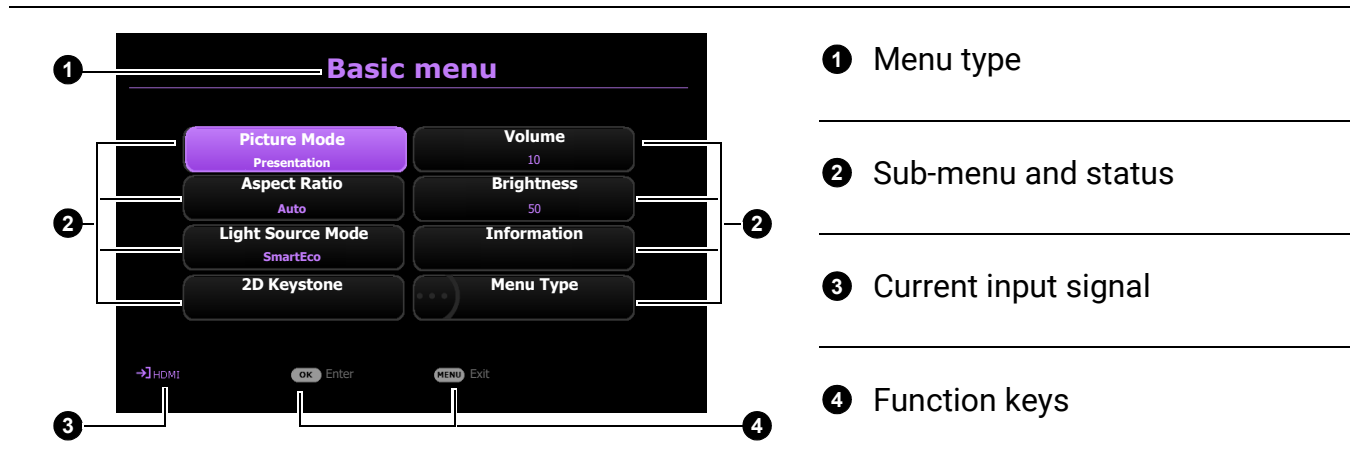 1 Basic menu
Picture Mode
Presentation
Volume
10
Aspect Ratio
Auto
Brightness
50
2
2
Light Source Mode
SmartEco
Information
2D Keystone
Menu Type
HDMI
OK Enter
MENU Exit
3
4
1 Menu type
2 Sub-menu and status
3 Current input signal
4 Function keys